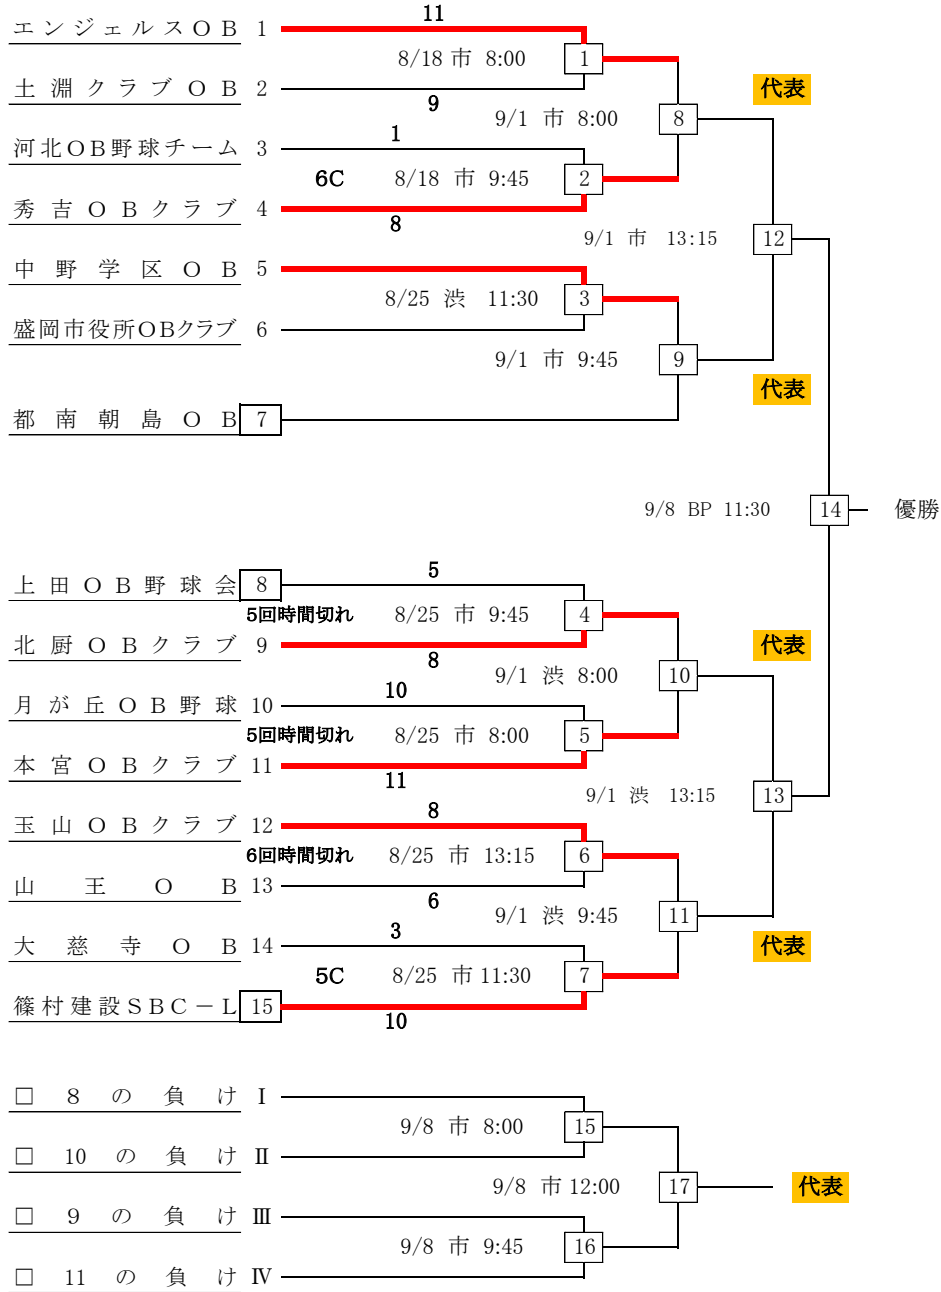 11
エンジェルスＯＢ 1
8/18 市 8:00 1
代表
土淵クラブＯＢ 2
9
9/1 市 8:00 8
1
河北ＯＢ野球チーム 3
6C 8/18 市 9:45 2
秀吉ＯＢクラブ 4
8
9/1 市 13:15 12
中野学区ＯＢ 5
8/25 渋 11:30 3
盛岡市役所ＯＢクラブ 6
9/1 市 9:45 9
代表
都南朝島ＯＢ 7
9/8 BP 11:30 14 優勝
5
上田ＯＢ野球会 8
5回時間切れ 8/25 市 9:45 4
北厨ＯＢクラブ 9
代表
8
9/1 渋 8:00 10
10
月が丘ＯＢ野球 10
5回時間切れ 8/25 市 8:00 5
本宮ＯＢクラブ 11
11
9/1 渋 13:15 13
8
玉山ＯＢクラブ 12
6回時間切れ 8/25 市 13:15 6
山王ＯＢ 13
6
9/1 渋 9:45 11
3
大慈寺ＯＢ 14
代表
5C 8/25 市 11:30 7
篠村建設ＳＢＣ－Ｌ 15
10
□ 8 の 負 け Ⅰ
9/8 市 8:00 15
□ 10 の 負 け Ⅱ
9/8 市 12:00 17 代表
□ 9 の 負 け Ⅲ
9/8 市 9:45 16
□ 11 の 負 け Ⅳ